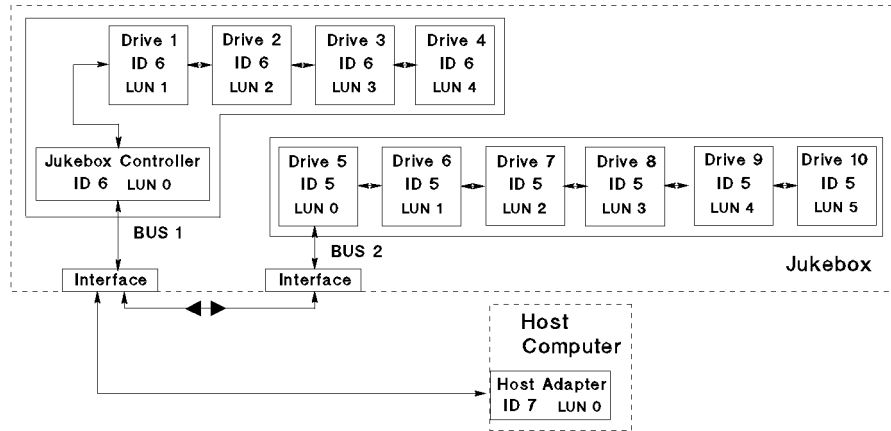 Drive 1
ID 6
LUN 1
Drive 2
ID 6
LUN 2
Drive 3
ID 6
LUN 3
Drive 4
ID 6
LUN 4
Jukebox Controller
ID 6 LUN 0
Drive 5
ID 5
LUN 0
Drive 6
ID 5
LUN 1
Drive 7
ID 5
LUN 2
Drive 8
ID 5
LUN 3
Drive 9
ID 5
LUN 4
Drive 10
ID 5
LUN 5
BUS 1
BUS 2
Jukebox
Interface
Interface
Host
Computer
Host Adapter
ID 7 LUN 0